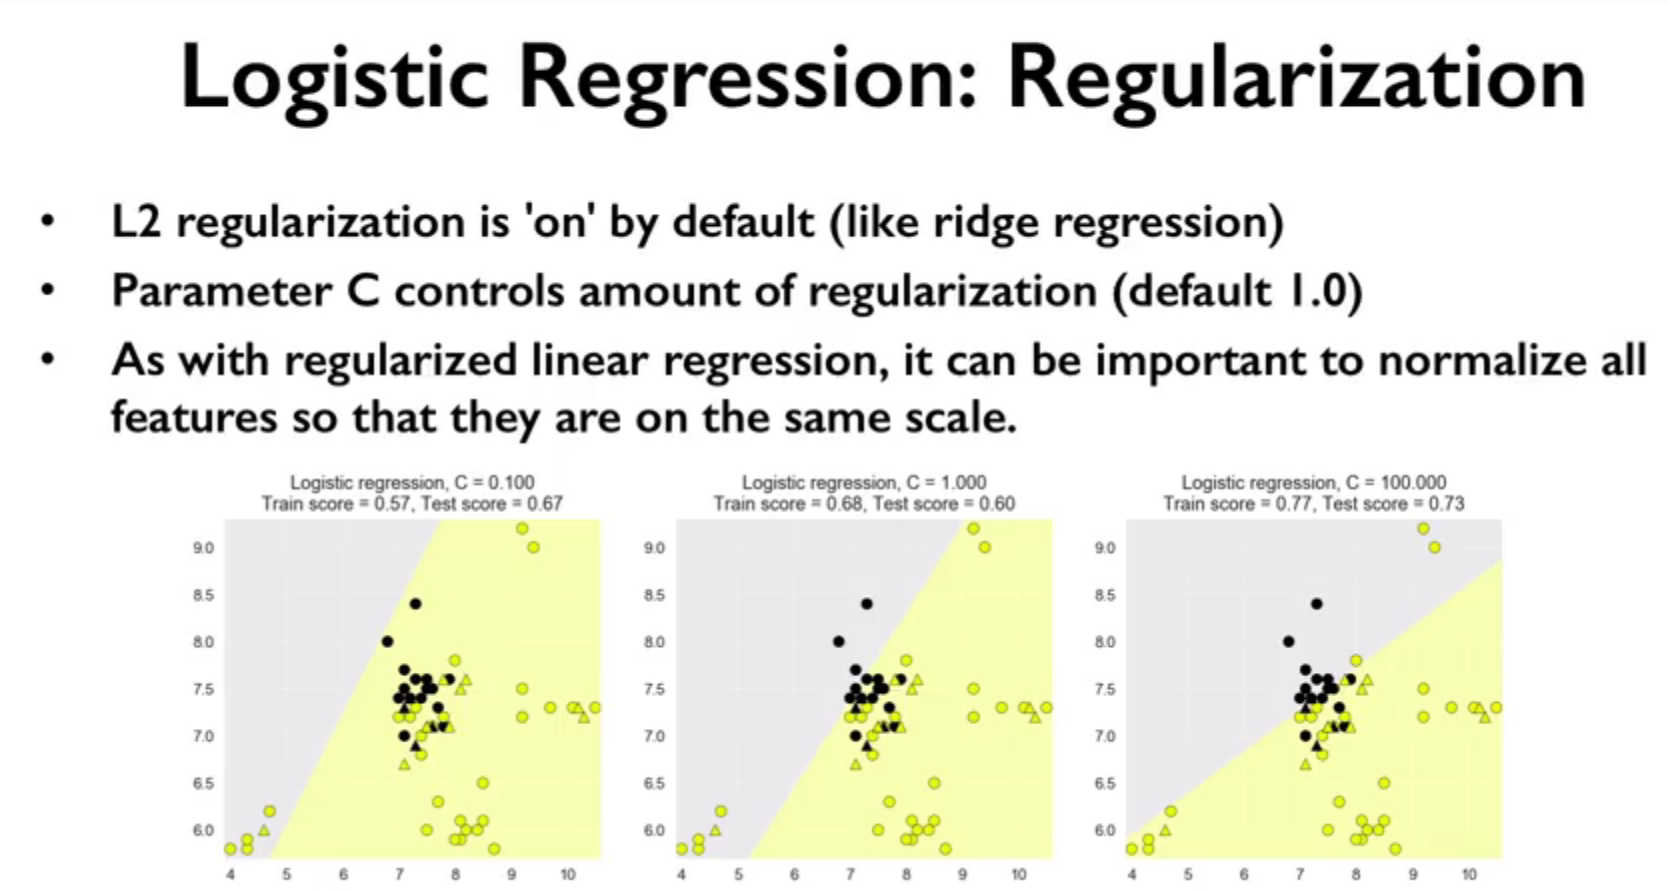 Logistic Regression: Regularization
• L2 regularization is 'on' by default (like ridge regression)
• Parameter C controls amount of regularization (default 1.0)
• As with regularized linear regression, it can be important to normalize all
features so that they are on the same scale.
Logistic regression, C = 0.100
Train score = 0.57, Test score = 0.67
9.0
8.5
8.0
7.5
7.0
6.5
6.0
4 5 6 7 8 9 10
Logistic regression, C = 1.000
Train score = 0.68, Test score = 0.60
9.0
8.5
8.0
7.5
7.0
6.5
6.0
4 5 6 7 8 9 10
Logistic regression, C = 100.000
Train score = 0.77, Test score = 0.73
9.0
8.5
8.0
7.5
7.0
6.5
6.0
4 5 6 7 8 9 10